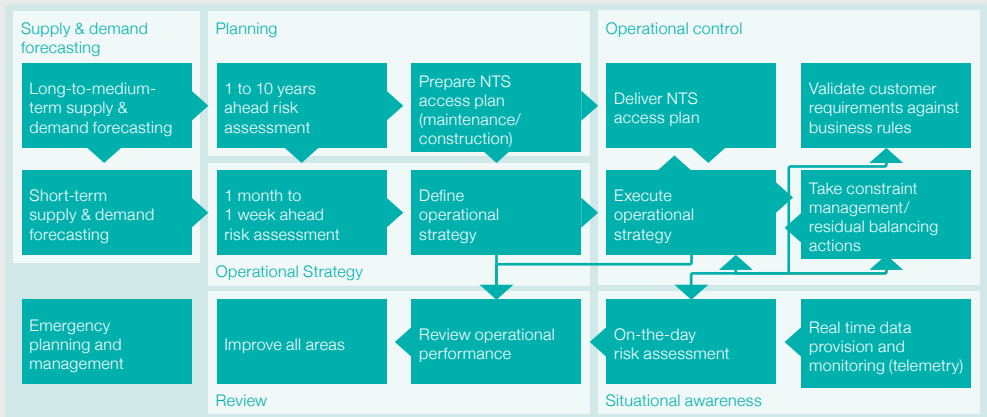 Supply & demand
forecasting
Planning
Operational control
Long-to-medium-
term supply &
demand forecasting
1 to 10 years
ahead risk
assessment
Prepare NTS
access plan
(maintenance/
construction)
Deliver NTS
access plan
Validate customer
requirements against
business rules
Short-term
supply & demand
forecasting
1 month to
1 week ahead
risk assessment
Define
operational
strategy
Execute
operational
strategy
Take constraint
management/
residual balancing
actions
Operational Strategy
Emergency
planning and
management
Improve all areas
Review operational
performance
On-the-day
risk assessment
Real time data
provision and
monitoring (telemetry)
Review
Situational awareness